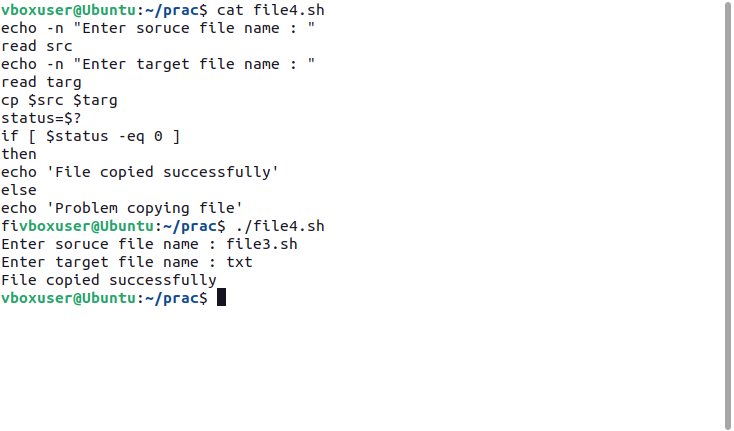 vboxuser@Ubuntu:~/prac$ cat file4.sh
echo -n "Enter soruce file name : "
read src
echo -n "Enter target file name : "
read targ
cp $src $targ
status=$?
if [ $status -eq 0 ]
then
echo 'File copied successfully'
else
echo 'Problem copying file'
fivboxuser@Ubuntu:~/prac$ ./file4.sh
Enter soruce file name : file3.sh
Enter target file name : txt
File copied successfully
vboxuser@Ubuntu:~/prac$